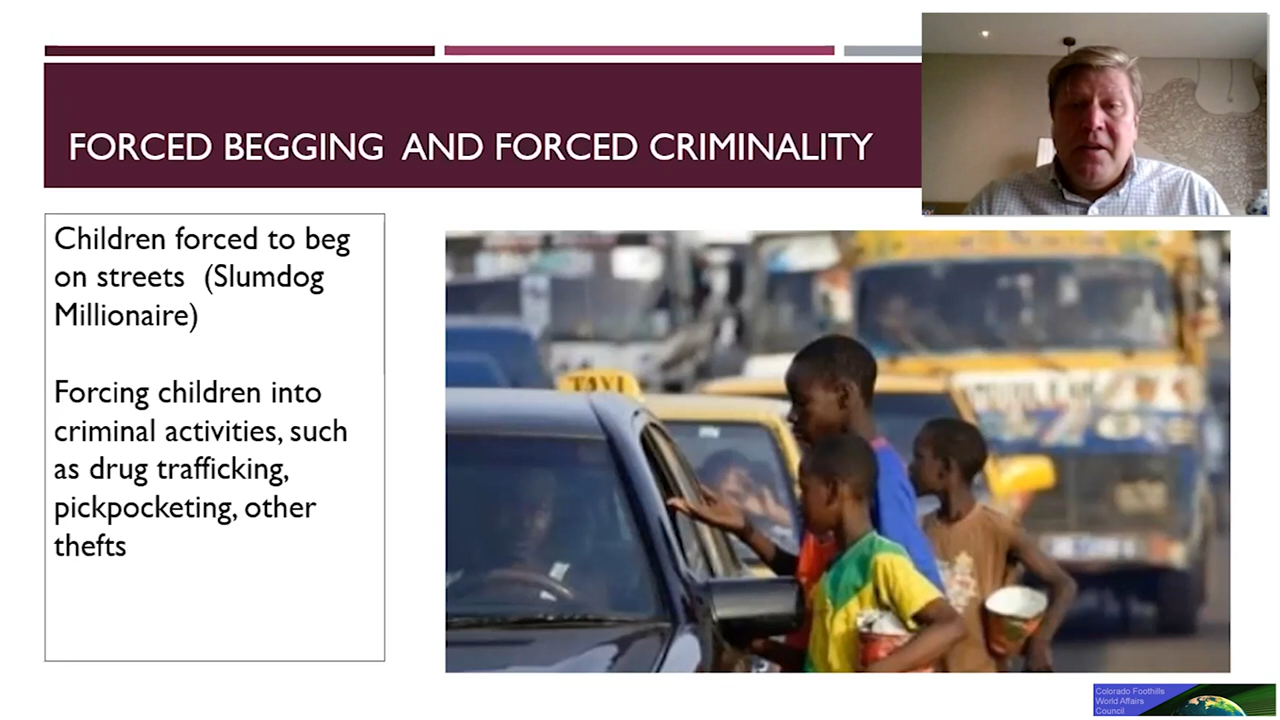 FORCED BEGGING AND FORCED CRIMINALITY
Children forced to beg
on streets (Slumdog
Millionaire)
Forcing children into
criminal activities, such
as drug trafficking,
pickpocketing, other
thefts
TAXI
Colorado Foothills
World Affairs
Council